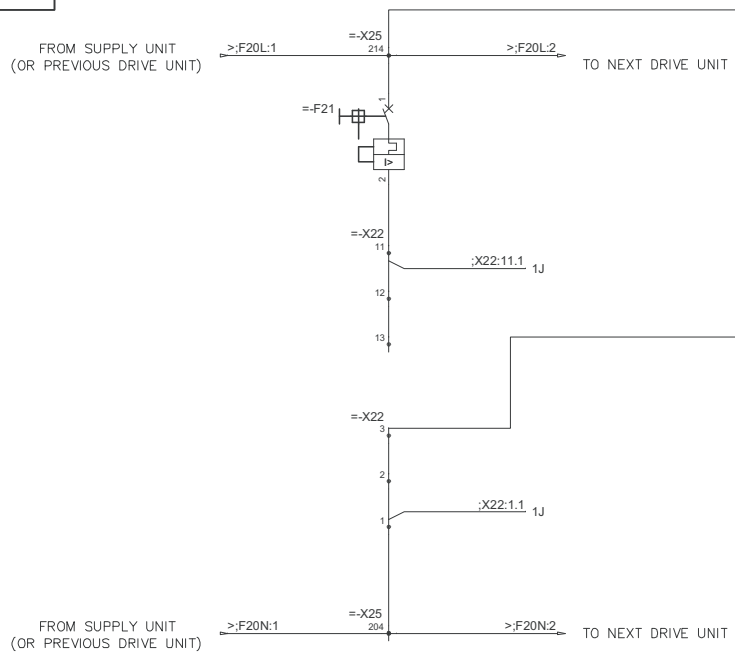 =-X25
FROM SUPPLY UNIT
(OR PREVIOUS DRIVE UNIT)
>;F20L:1
214
>;F20L:2
TO NEXT DRIVE UNIT
1
=-F21
I>
2
=-X22
11
;X22:11.1
1J
12
13
=-X22
3
2
;X22:1.1
1J
1
=-X25
FROM SUPPLY UNIT
(OR PREVIOUS DRIVE UNIT)
>;F20N:1
204
>;F20N:2
TO NEXT DRIVE UNIT